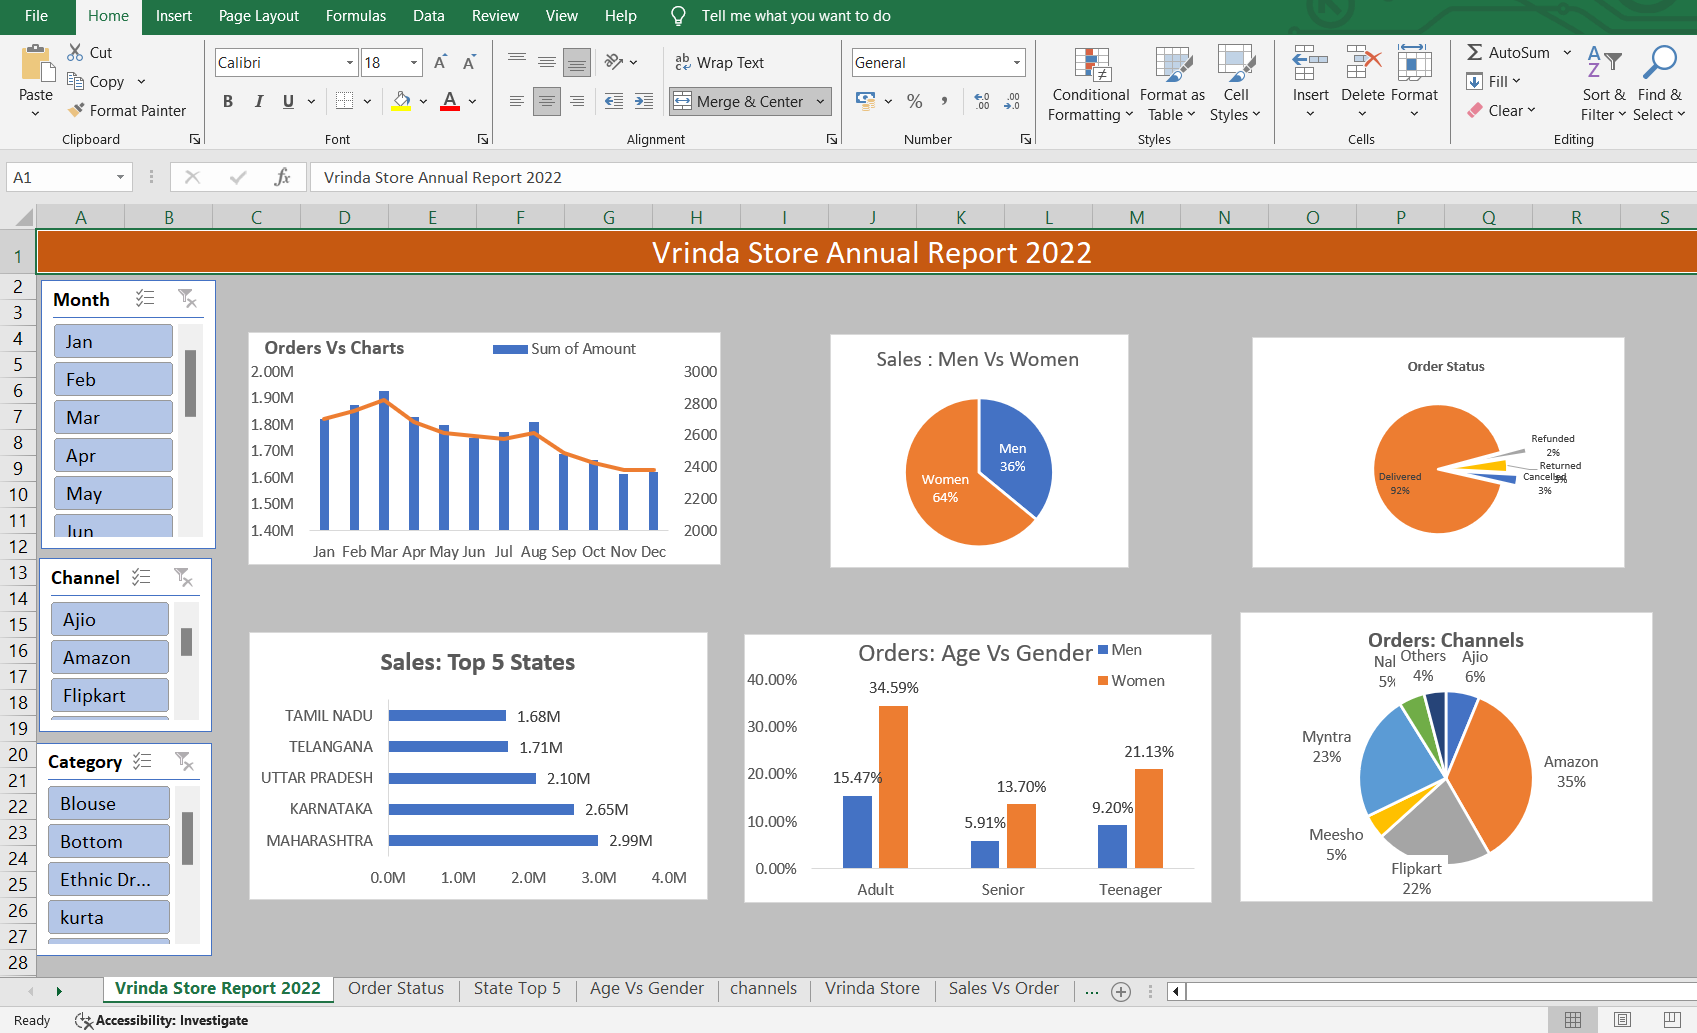 File Home Insert Page Layout Formulas Data Review View Help Tell me what you want to do
Paste
Cut
Copy
Format Painter
Clipboard
Calibri 18
B I U
Font
Wrap Text
Merge & Center
Alignment
General
Number
Conditional Formatting
Format as Table
Cell Styles
Styles
Insert Delete Format
Cells
AutoSum
Fill
Clear
Sort & Filter
Find & Select
Editing
A1 fx Vrinda Store Annual Report 2022
A B C D E F G H I J K L M N O P Q R S
1 2 3 4 5 6 7 8 9 10 11 12 13 14 15 16 17 18 19 20 21 22 23 24 25 26 27 28
Vrinda Store Annual Report 2022
Month
Jan
Feb
Mar
Apr
May
Jun
Channel
Ajio
Amazon
Flipkart
Category
Blouse
Bottom
Ethnic Dr...
kurta
Orders Vs Charts
Sum of Amount
2.00M
1.90M
1.80M
1.70M
1.60M
1.50M
1.40M
3000
2800
2600
2400
2200
2000
Jan Feb Mar Apr May Jun Jul Aug Sep Oct Nov Dec
Sales : Men Vs Women
Men
36%
Women
64%
Order Status
Refunded
2%
Returned
3%
Cancelled
3%
Delivered
92%
Sales: Top 5 States
TAMIL NADU 1.68M
TELANGANA 1.71M
UTTAR PRADESH 2.10M
KARNATAKA 2.65M
MAHARASHTRA 2.99M
0.0M 1.0M 2.0M 3.0M 4.0M
Orders: Age Vs Gender
Men
Women
40.00%
30.00%
20.00%
10.00%
0.00%
15.47% 34.59%
5.91% 13.70%
9.20% 21.13%
Adult Senior Teenager
Orders: Channels
Nal
5%
Others
4%
Ajio
6%
Myntra
23%
Amazon
35%
Meesho
5%
Flipkart
22%
Vrinda Store Report 2022 Order Status State Top 5 Age Vs Gender channels Vrinda Store Sales Vs Order ...
Ready Accessibility: Investigate